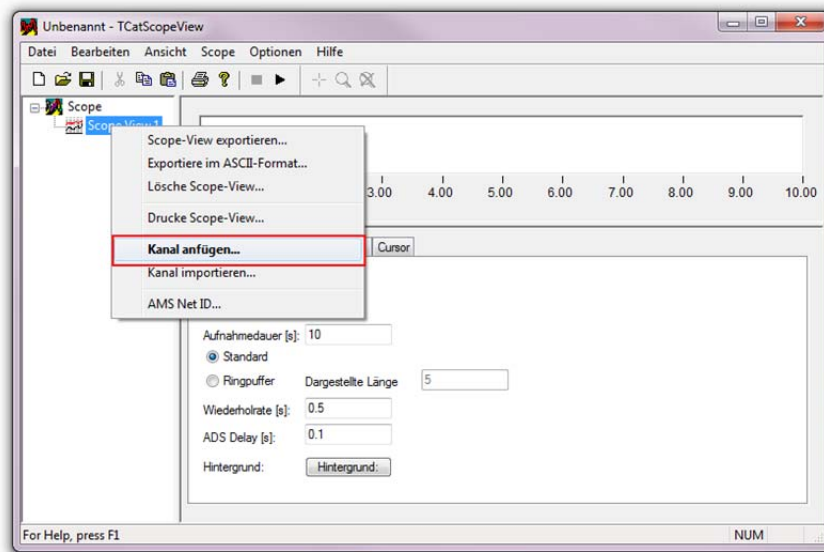 Unbenannt - TCatScopeView
Datei Bearbeiten Ansicht Scope Optionen Hilfe
Scope
Scope View 1
Scope-View exportieren...
Exportiere im ASCII-Format...
Lösche Scope-View...
Drucke Scope-View...
Kanal anfügen...
Kanal importieren...
AMS Net ID...
3.00 4.00 5.00 6.00 7.00 8.00 9.00 10.00
Cursor
Aufnahmedauer [s]: 10
Standard
Ringpuffer Dargestellte Länge 5
Wiederholrate [s]: 0.5
ADS Delay [s]: 0.1
Hintergrund: Hintergrund:
For Help, press F1 NUM